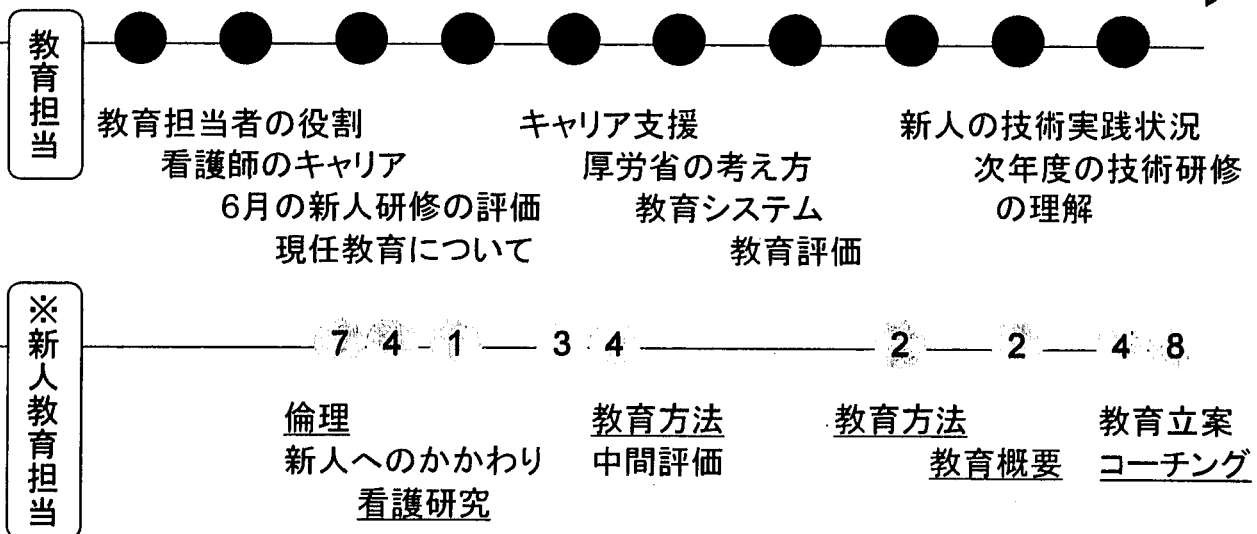 教育担当
教育担当者の役割
キャリア支援
新人の技術実践状況
看護師のキャリア
厚労省の考え方
次年度の技術研修
6月の新人研修の評価
教育システム
の理解
現任教育について
教育評価
※新人教育担当
7 4 1 3 4 2 2 4 8
倫理
教育方法
教育方法
教育立案
新人へのかかわり
中間評価
教育概要
コーチング
看護研究